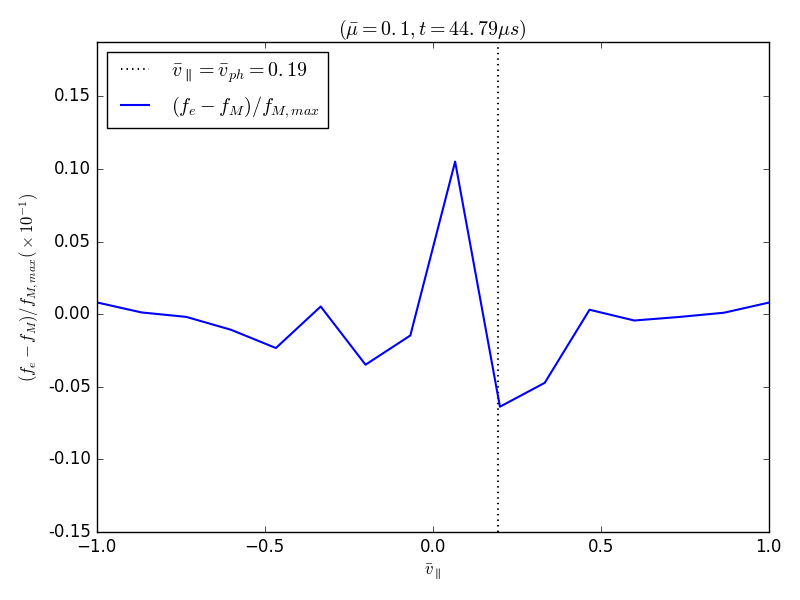 (μ̄ = 0.1, t = 44.79μs)
v̄∥ = v̄ph = 0.19
(fe − fM)/fM,max
0.15
0.10
0.05
0.00
-0.05
-0.10
-0.15
(fe − fM)/fM,max(×10⁻¹)
−1.0 −0.5 0.0 0.5 1.0
v̄∥